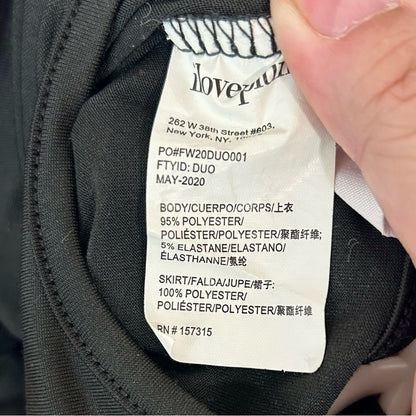 262 W 38th Street #603,
New York, NY.
PO#FW20DUO001
FTYID: DUO
MAY-2020
BODY/CUERPO/CORPS/上衣
95% POLYESTER/
POLIÉSTER/POLYESTER/聚酯纤维;
5% ELASTANE/ELASTANO/
ÉLASTHANNE/氨纶
SKIRT/FALDA/JUPE/裙子:
100% POLYESTER/
POLIÉSTER/POLYESTER/聚酯纤维
RN # 157315